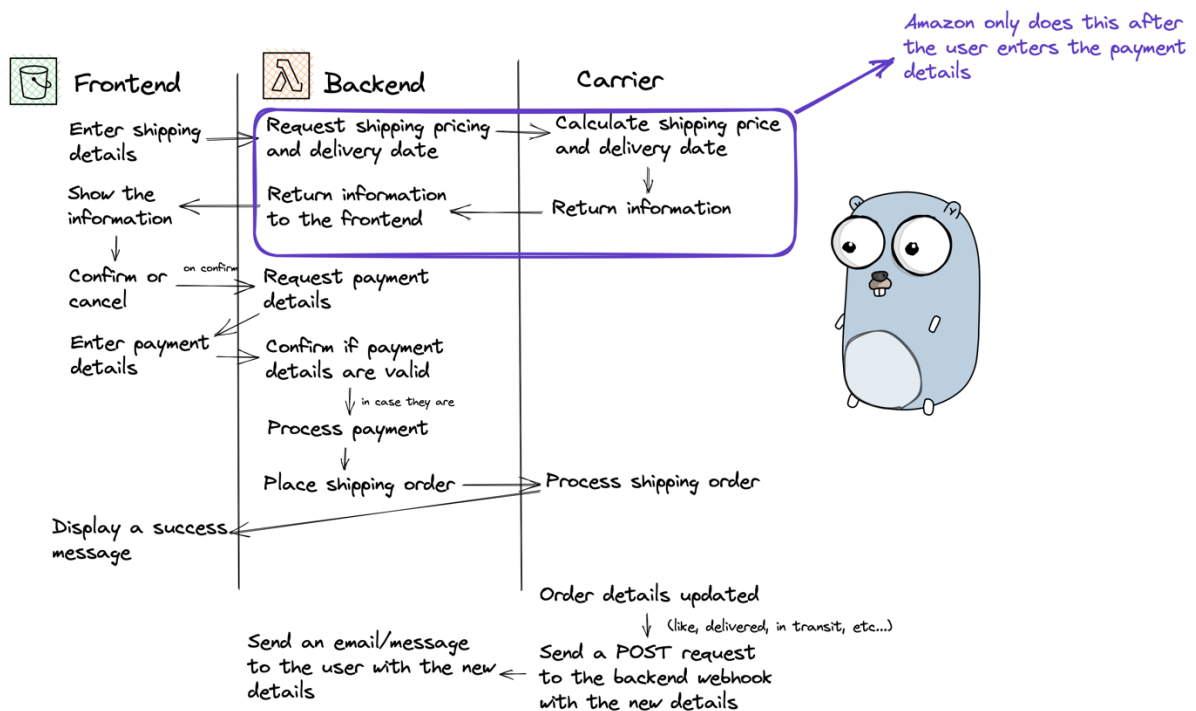 Amazon only does this after
the user enters the payment
details
Frontend
Backend
Carrier
Enter shipping
details
Request shipping pricing
and delivery date
Calculate shipping price
and delivery date
Show the
information
Return information
to the frontend
Return information
Confirm or
cancel
on confirm
Request payment
details
Enter payment
details
Confirm if payment
details are valid
in case they are
Process payment
Place shipping order
Process shipping order
Display a success
message
Order details updated
(like, delivered, in transit, etc...)
Send a POST request
to the backend webhook
with the new details
Send an email/message
to the user with the new
details